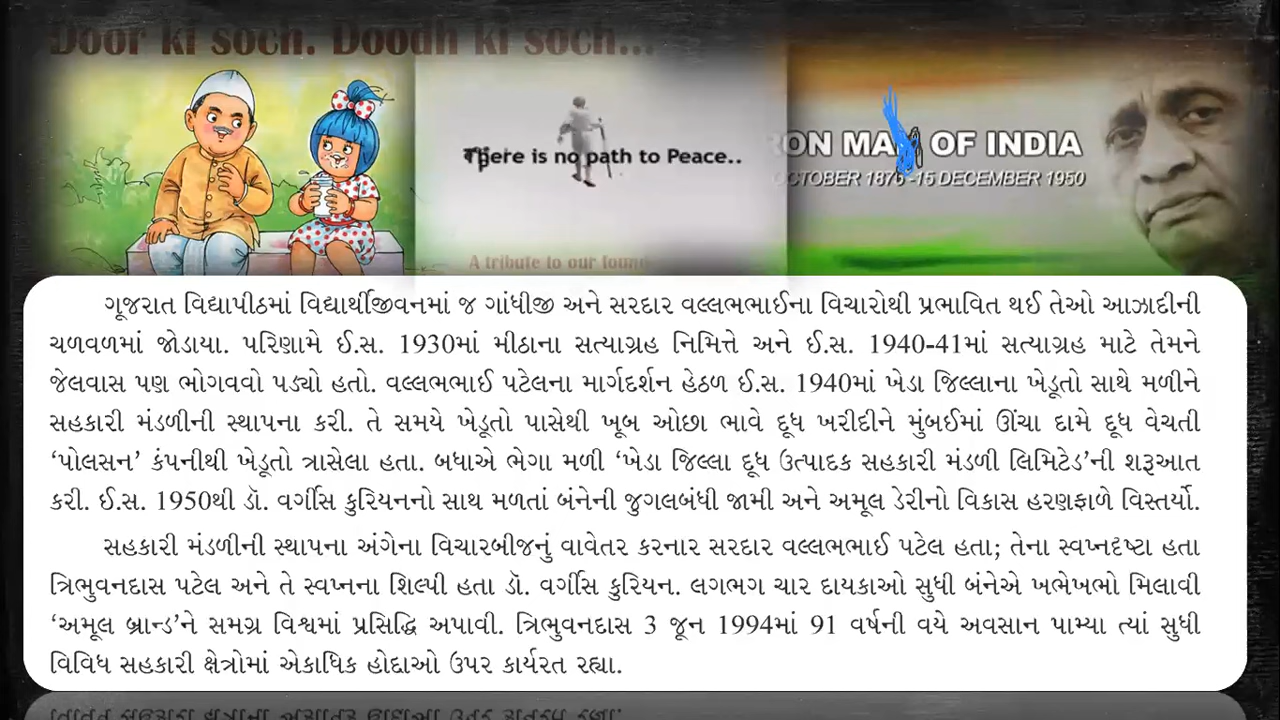 Door ki soch. Doodh ki soch...
There is no path to Peace..
OF INDIA
OCTOBER 1875 -15 DECEMBER 1950
A tribute to our
ગૂજરાત વિદ્યાપીઠમાં વિદ્યાર્થીજીવનમાં જ ગાંધીજી અને સરદાર વલ્લભભાઈના વિચારોથી પ્રભાવિત થઈ તેઓ આઝાદીની
ચળવળમાં જોડાયા. પરિણામે ઈ.સ. 1930માં મીઠાના સત્યાગ્રહ નિમિત્તે અને ઈ.સ. 1940-41માં સત્યાગ્રહ માટે તેમને
જેલવાસ પણ ભોગવવો પડ્યો હતો. વલ્લભભાઈ પટેલના માર્ગદર્શન હેઠળ ઈ.સ. 1940માં ખેડા જિલ્લાના ખેડૂતો સાથે મળીને
સહકારી મંડળીની સ્થાપના કરી. તે સમયે ખેડૂતો પાસેથી ખૂબ ઓછા ભાવે દૂધ ખરીદીને મુંબઈમાં ઊંચા દામે દૂધ વેચતી
‘પોલસન’ કંપનીથી ખેડૂતો ત્રાસેલા હતા. બધાએ ભેગા મળી ‘ખેડા જિલ્લા દૂધ ઉત્પાદક સહકારી મંડળી લિમિટેડ’ની શરૂઆત
કરી. ઈ.સ. 1950થી ડૉ. વર્ગીસ કુરિયનનો સાથ મળતાં બંનેની જુગલબંધી જામી અને અમૂલ ડેરીનો વિકાસ હરણફાળે વિસ્તર્યો.
સહકારી મંડળીની સ્થાપના અંગેના વિચારબીજનું વાવેતર કરનાર સરદાર વલ્લભભાઈ પટેલ હતા; તેના સ્વપ્નદૃષ્ટા હતા
ત્રિભુવનદાસ પટેલ અને તે સ્વપ્નના શિલ્પી હતા ડૉ. વર્ગીસ કુરિયન. લગભગ ચાર દાયકાઓ સુધી બંનેએ ખભેખભો મિલાવી
‘અમૂલ બ્રાન્ડ’ને સમગ્ર વિશ્વમાં પ્રસિદ્ધિ અપાવી. ત્રિભુવનદાસ 3 જૂન 1994માં 91 વર્ષની વયે અવસાન પામ્યા ત્યાં સુધી
વિવિધ સહકારી ક્ષેત્રોમાં એકાધિક હોદ્દાઓ ઉપર કાર્યરત રહ્યા.